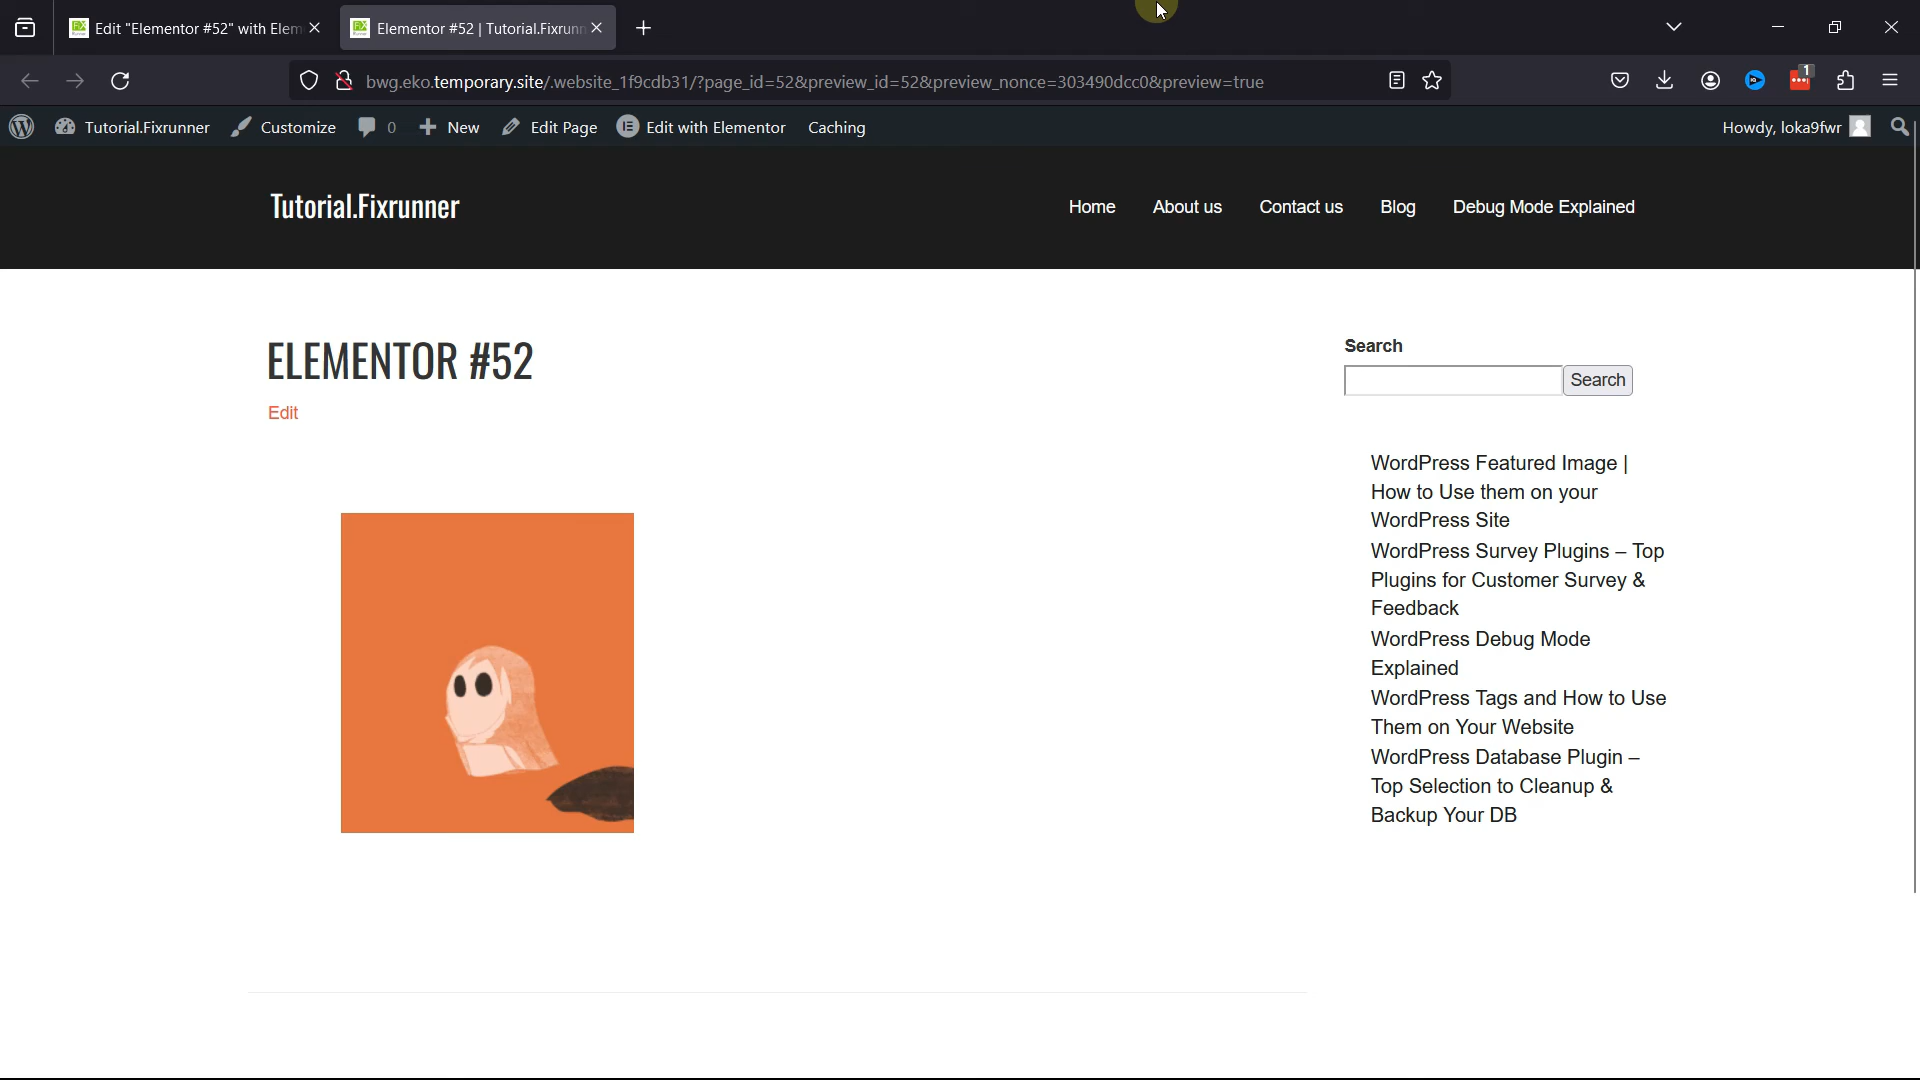 Edit "Elementor #52" with Elem
Elementor #52 | Tutorial.Fixrunn
bwg.eko.temporary.site/.website_1f9cdb31/?page_id=52&preview_id=52&preview_nonce=303490dcc0&preview=true
1
Tutorial.Fixrunner
Customize
0
New
Edit Page
Edit with Elementor
Caching
Howdy, loka9fwr
Tutorial.Fixrunner
Home
About us
Contact us
Blog
Debug Mode Explained
ELEMENTOR #52
Edit
Search
Search
WordPress Featured Image |
How to Use them on your
WordPress Site
WordPress Survey Plugins – Top
Plugins for Customer Survey &
Feedback
WordPress Debug Mode
Explained
WordPress Tags and How to Use
Them on Your Website
WordPress Database Plugin –
Top Selection to Cleanup &
Backup Your DB